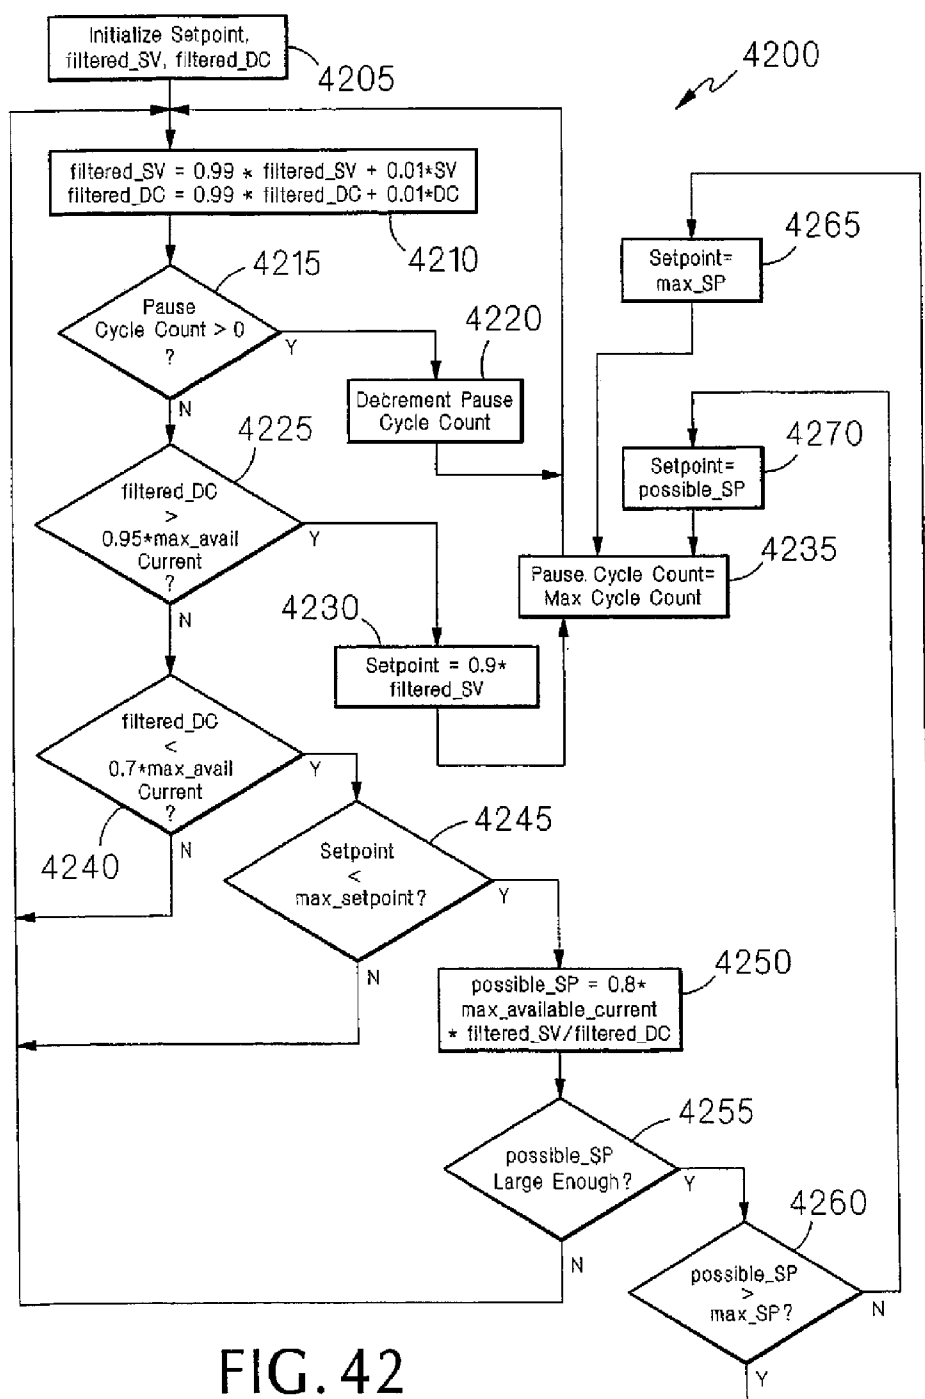 Initialize Setpoint,
filtered_SV, filtered_DC
4205
4200
filtered_SV = 0.99 * filtered_SV + 0.01*SV
filtered_DC = 0.99 * filtered_DC + 0.01*DC
4210
4215
Pause
Cycle Count > 0
?
Y
N
4220
Decrement Pause
Cycle Count
4265
Setpoint=
max_SP
4270
Setpoint=
possible_SP
4225
filtered_DC
>
0.95*max_avail
Current
?
Y
N
4235
Pause Cycle Count=
Max Cycle Count
4230
Setpoint = 0.9*
filtered_SV
filtered_DC
<
0.7*max_avail
Current
?
Y
N
4240
4245
Setpoint
<
max_setpoint?
Y
N
4250
possible_SP = 0.8*
max_available_current
* filtered_SV/filtered_DC
4255
possible_SP
Large Enough?
Y
N
4260
possible_SP
>
max_SP?
N
Y
FIG. 42